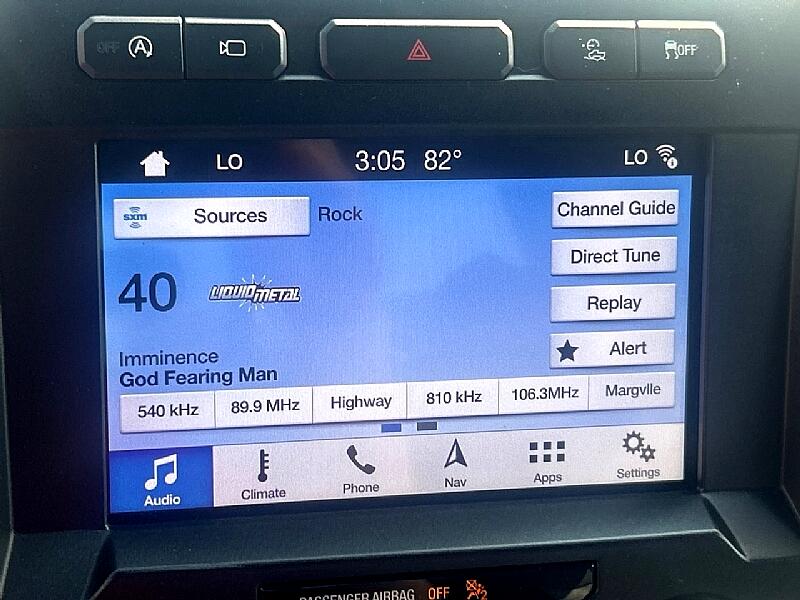 OFF A
OFF
LO 3:05 82° LO
sxm Sources Rock Channel Guide
Direct Tune
40 LIQUID METAL
Replay
Alert
Imminence
God Fearing Man
540 kHz 89.9 MHz Highway 810 kHz 106.3MHz Margvlle
Audio Climate Phone Nav Apps Settings
PASSENGER AIRBAG OFF 2